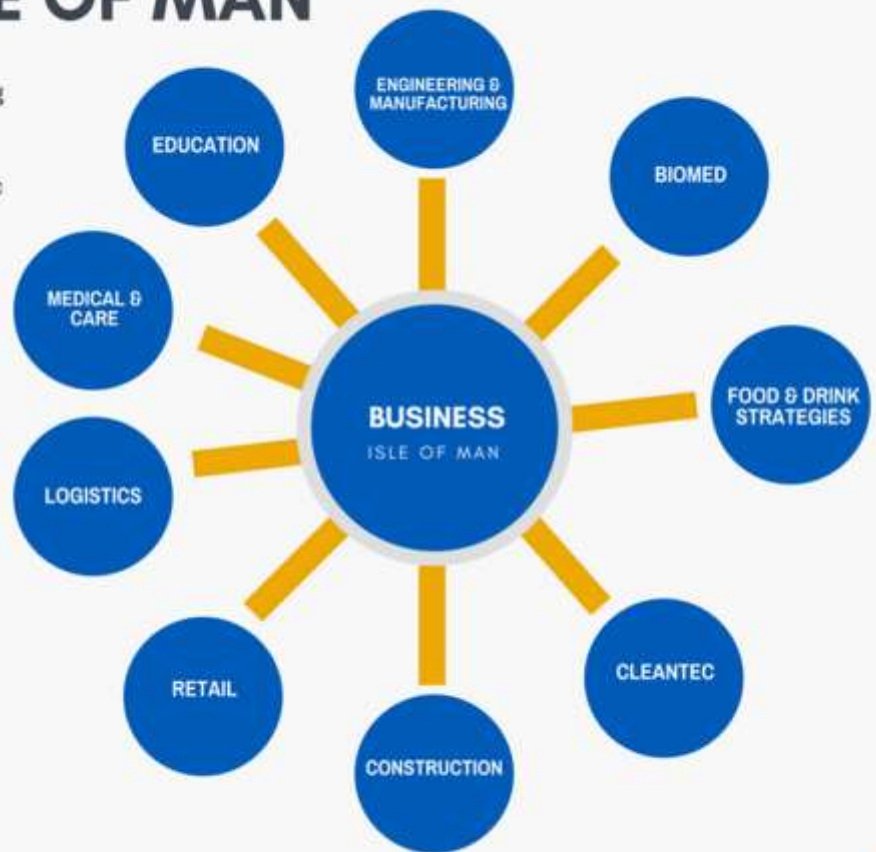 E OF MAN
ENGINEERING &
MANUFACTURING
EDUCATION
BIOMED
MEDICAL &
CARE
BUSINESS
ISLE OF MAN
FOOD & DRINK
STRATEGIES
LOGISTICS
RETAIL
CLEANTEC
CONSTRUCTION